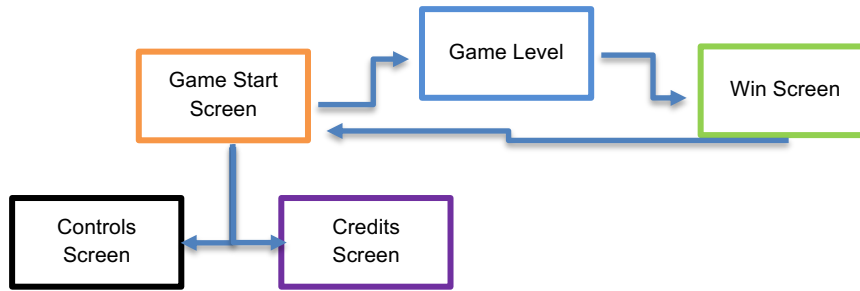 Game Start
Screen
Game Level
Win Screen
Controls
Screen
Credits
Screen